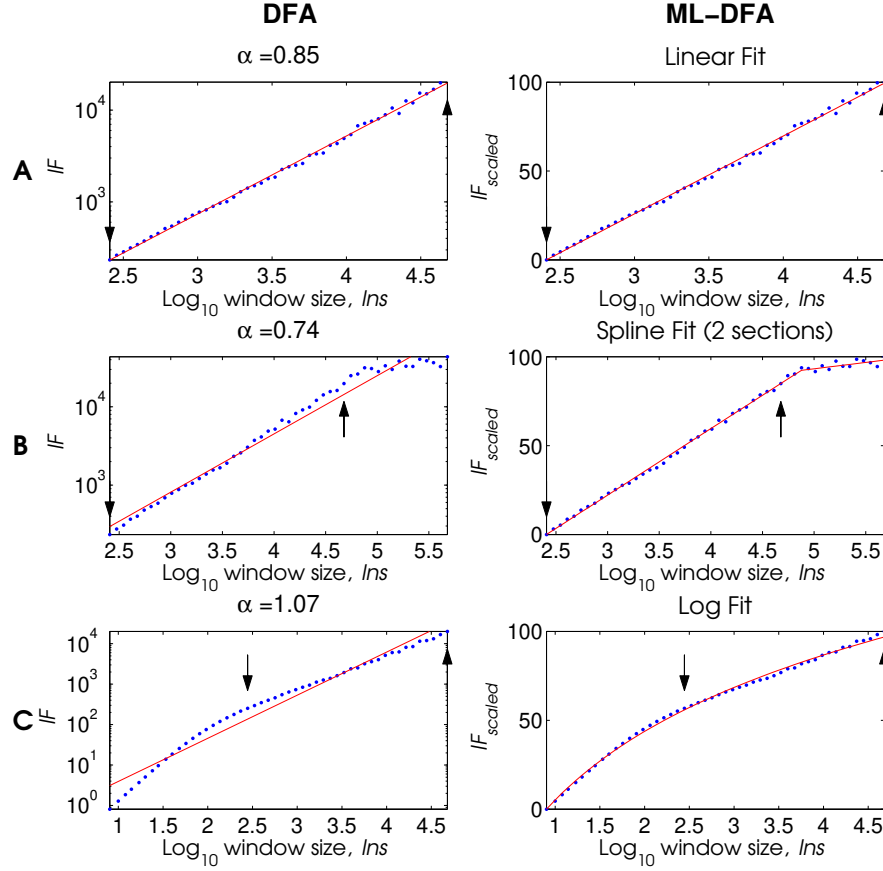 DFA ML-DFA
α =0.85 Linear Fit
A
IF
10^4
10^3
2.5 3 3.5 4 4.5
Log_10 window size, lns
IF_scaled
100
50
0
2.5 3 3.5 4 4.5
Log_10 window size, lns
α =0.74 Spline Fit (2 sections)
B
IF
10^4
10^3
2.5 3 3.5 4 4.5 5 5.5
Log_10 window size, lns
IF_scaled
100
50
0
2.5 3 3.5 4 4.5 5 5.5
Log_10 window size, lns
α =1.07 Log Fit
C
IF
10^4
10^3
10^2
10^1
10^0
1 1.5 2 2.5 3 3.5 4 4.5
Log_10 window size, lns
IF_scaled
100
50
0
1 1.5 2 2.5 3 3.5 4 4.5
Log_10 window size, lns